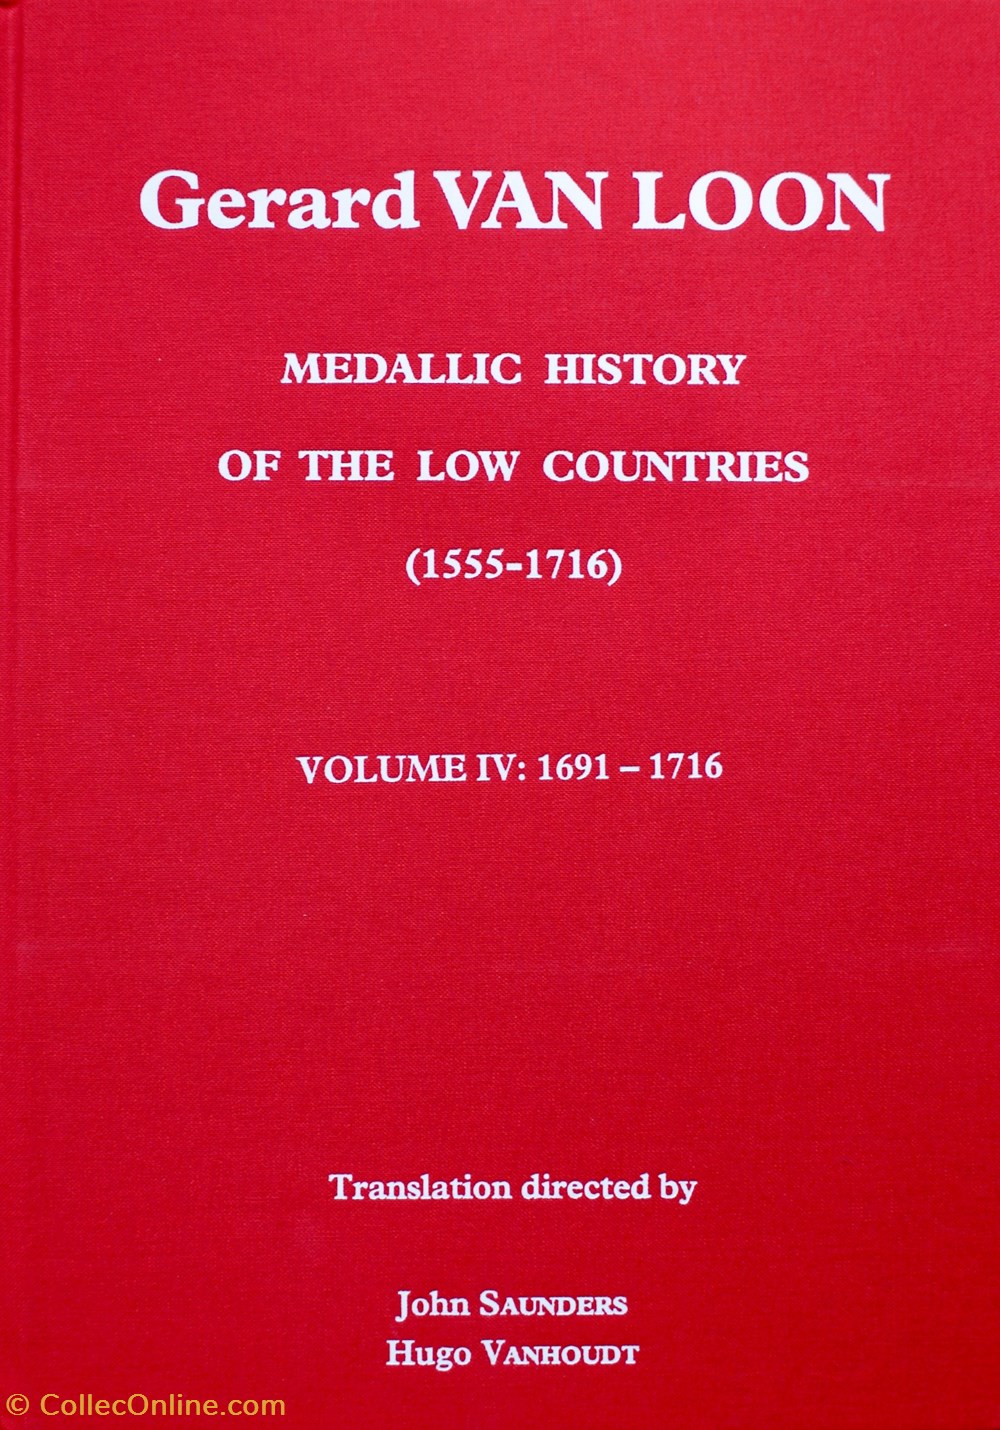 Gerard VAN LOON
MEDALLIC HISTORY
OF THE LOW COUNTRIES
(1555-1716)
VOLUME IV: 1691 – 1716
Translation directed by
John SAUNDERS
Hugo VANHOUDT
© CollecOnline.com